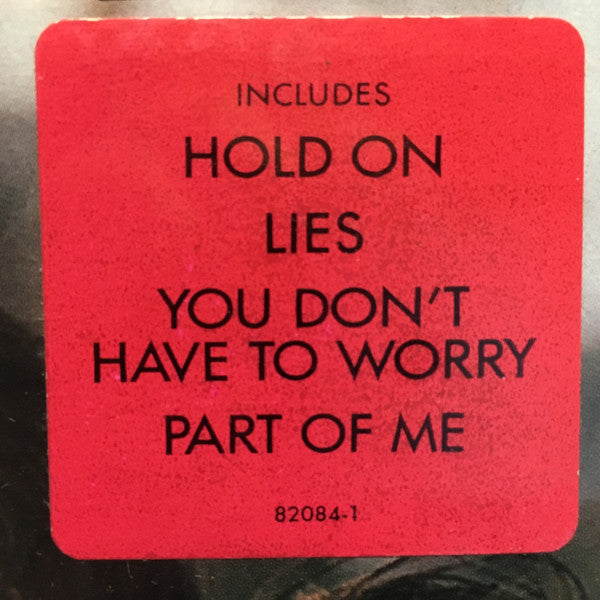 INCLUDES
HOLD ON
LIES
YOU DON'T
HAVE TO WORRY
PART OF ME
82084-1